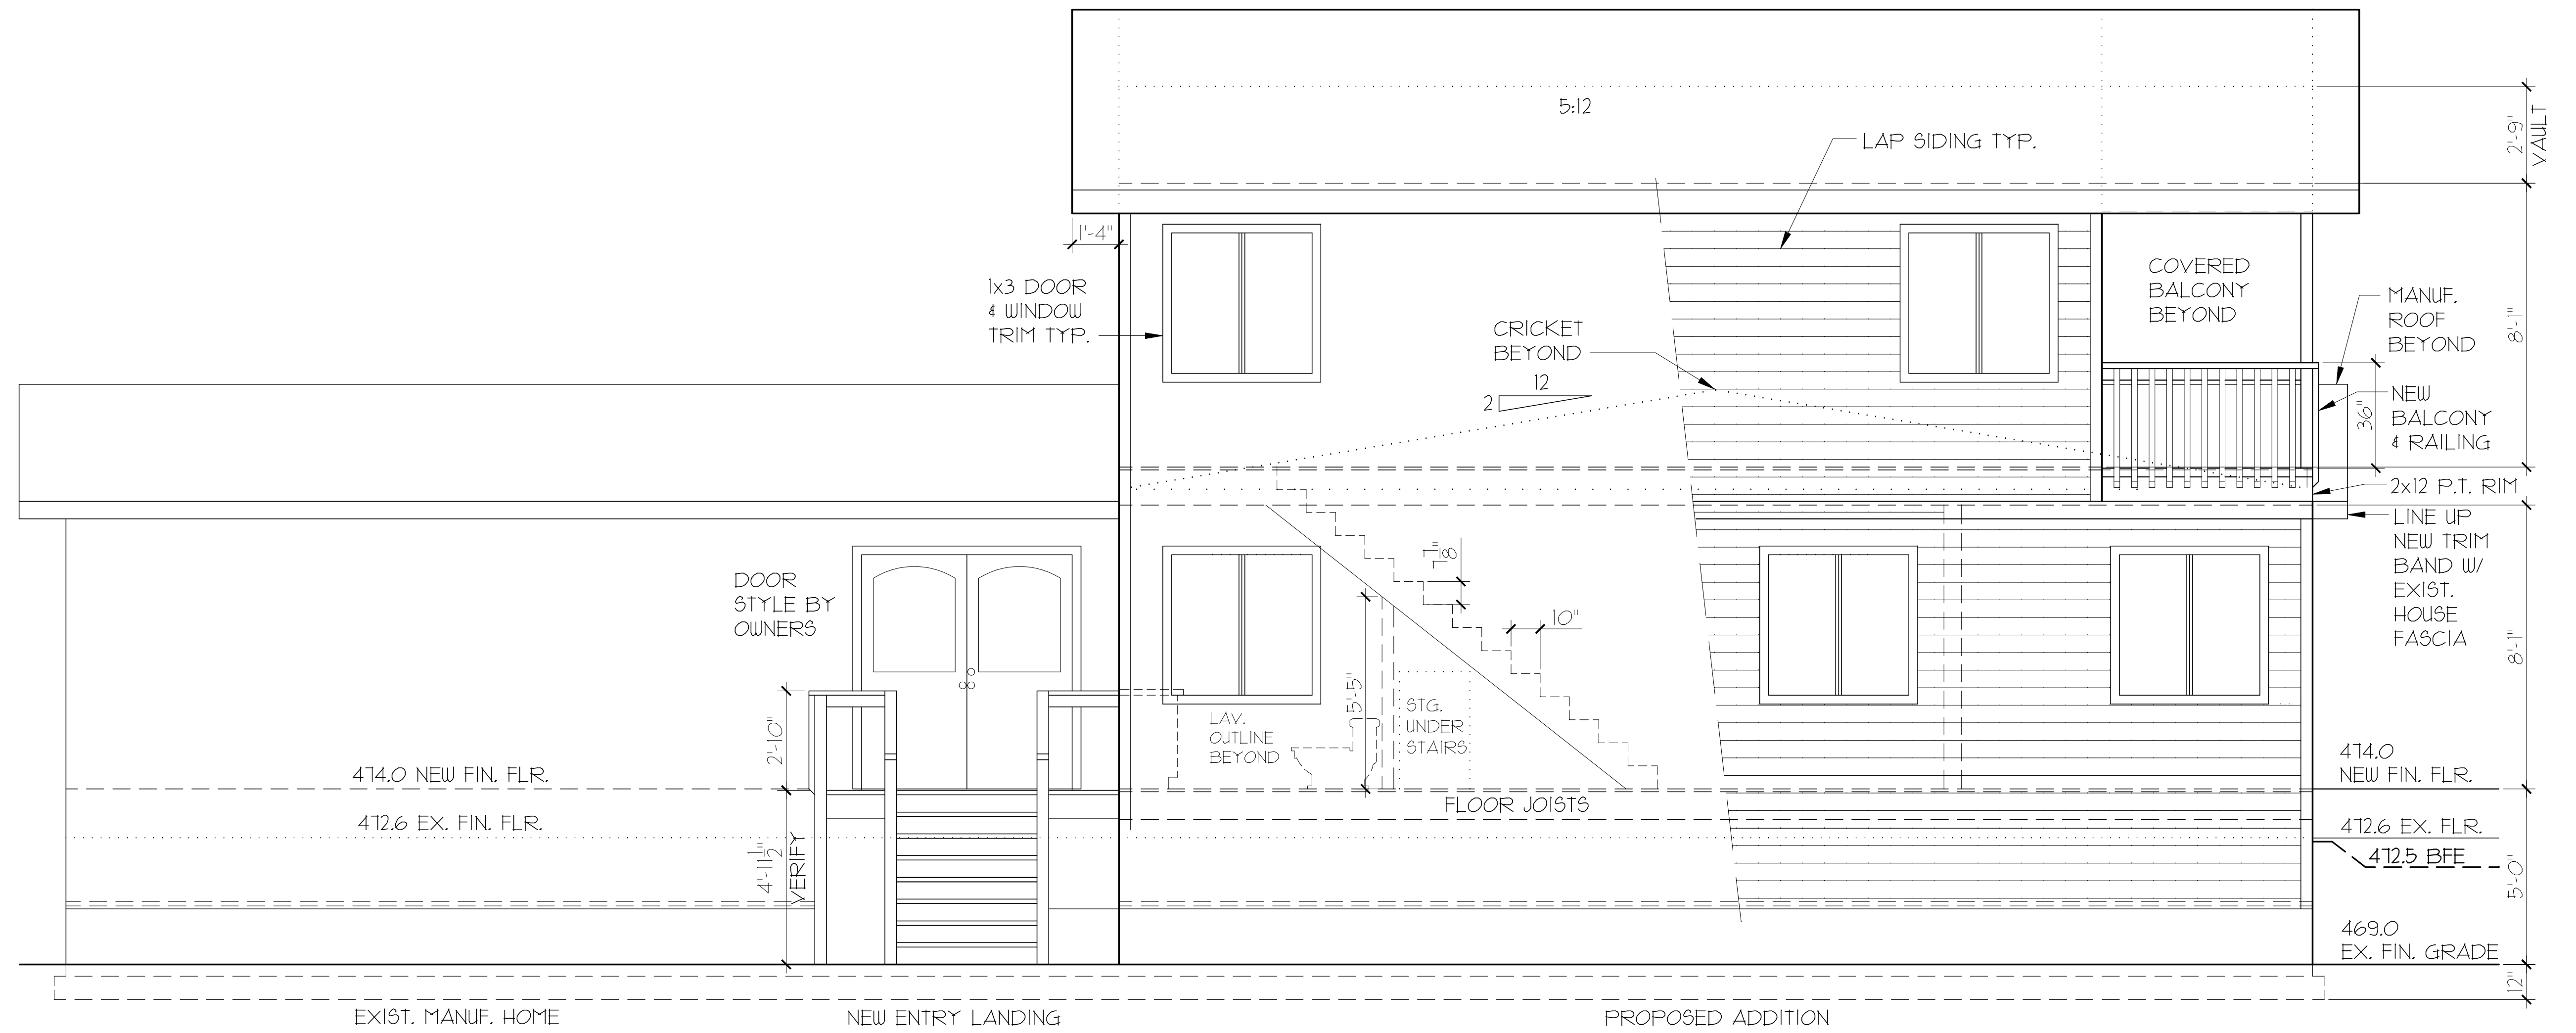 5:12
LAP SIDING TYP.
2'-9"
VAULT
1'-4"
1x3 DOOR
& WINDOW
TRIM TYP.
COVERED
BALCONY
BEYOND
MANUF.
ROOF
BEYOND
8'-1"
CRICKET
BEYOND
12
2
36"
NEW
BALCONY
& RAILING
2x12 P.T. RIM
LINE UP
NEW TRIM
BAND W/
EXIST.
HOUSE
FASCIA
8'-1"
DOOR
STYLE BY
OWNERS
10"
5'-5"
STG.
UNDER
STAIRS
LAV.
OUTLINE
BEYOND
2'-10"
474.0 NEW FIN. FLR.
472.6 EX. FIN. FLR.
4'-11 1/2"
VERIFY
FLOOR JOISTS
474.0
NEW FIN. FLR.
472.6 EX. FLR.
472.5 BFE
5'-0"
469.0
EX. FIN. GRADE
12"
EXIST. MANUF. HOME
NEW ENTRY LANDING
PROPOSED ADDITION